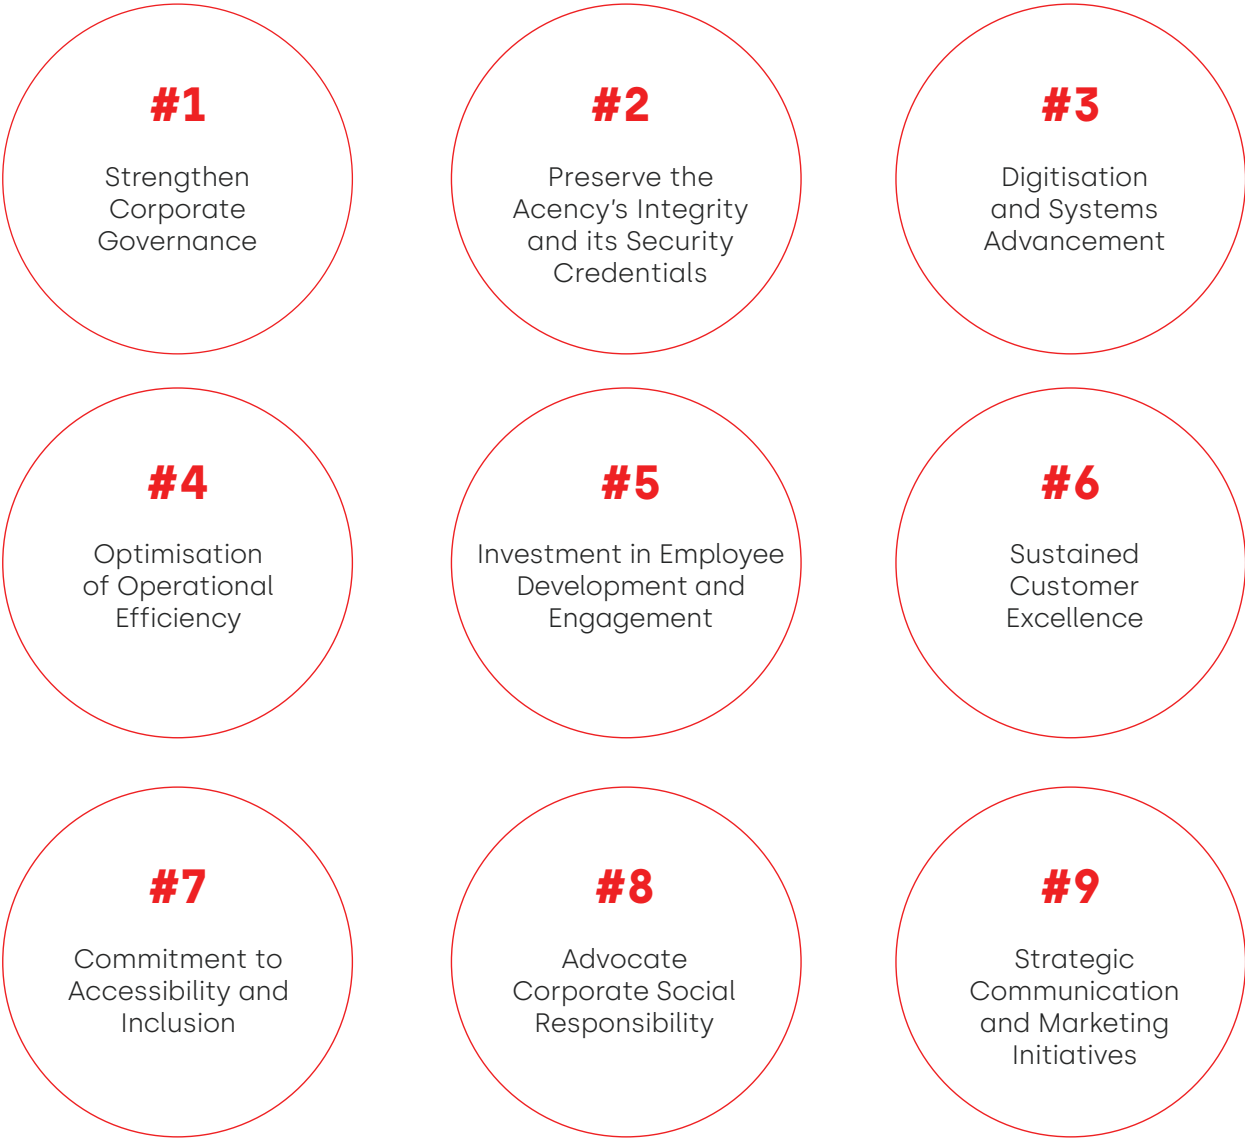 #1
Strengthen
Corporate
Governance
#2
Preserve the
Acency's Integrity
and its Security
Credentials
#3
Digitisation
and Systems
Advancement
#4
Optimisation
of Operational
Efficiency
#5
Investment in Employee
Development and
Engagement
#6
Sustained
Customer
Excellence
#7
Commitment to
Accessibility and
Inclusion
#8
Advocate
Corporate Social
Responsibility
#9
Strategic
Communication
and Marketing
Initiatives